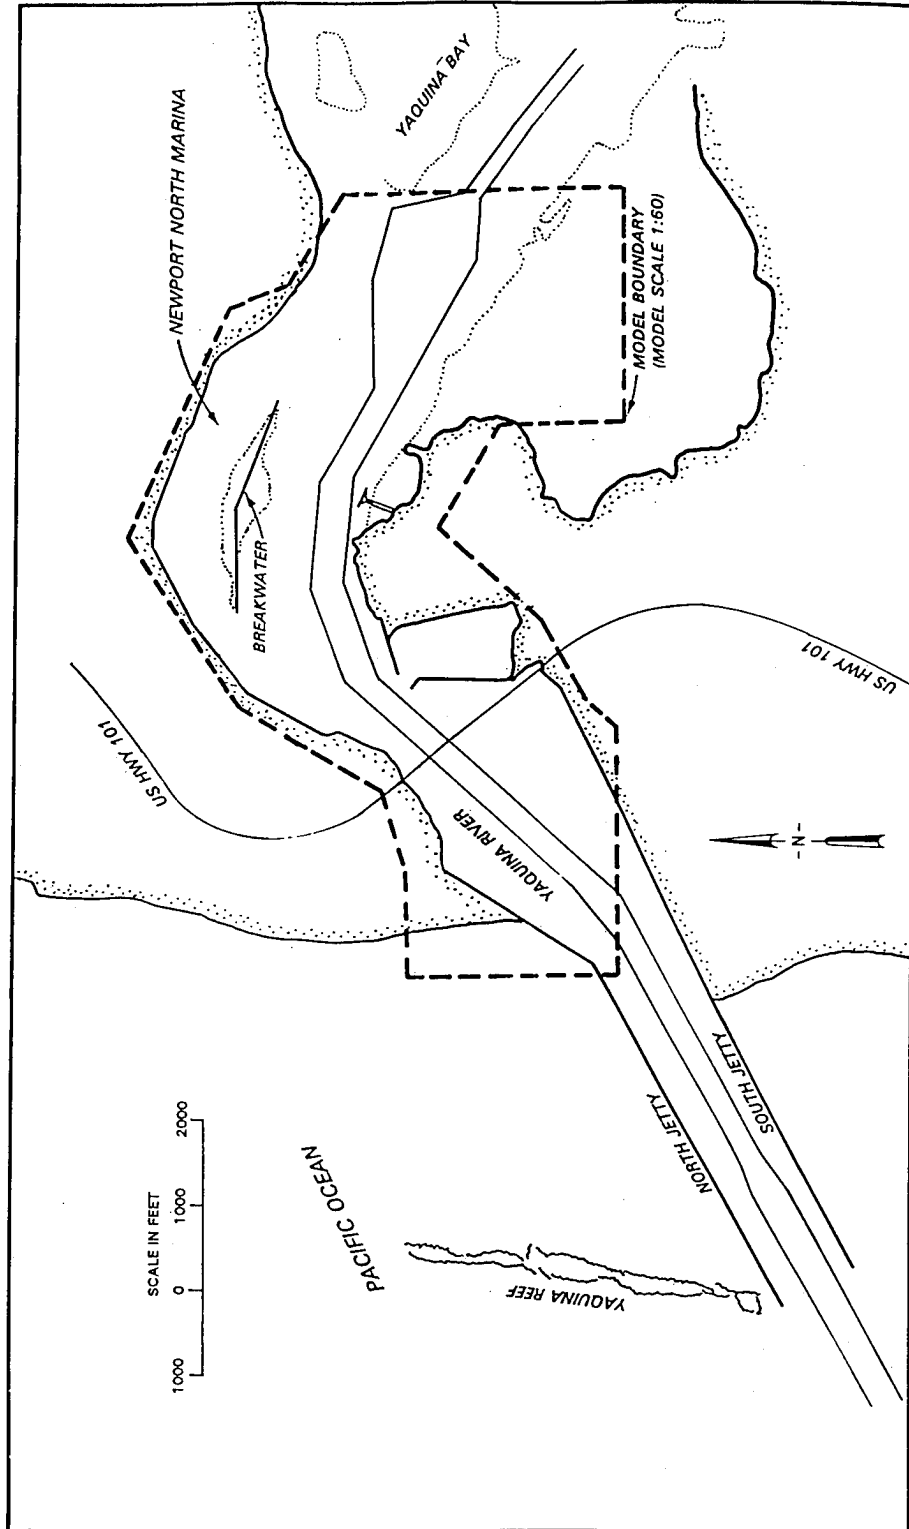 YAQUINA BAY
NEWPORT NORTH MARINA
MODEL BOUNDARY
(MODEL SCALE 1:60)
BREAKWATER
US HWY 101
US HWY 101
YAQUINA RIVER
-N-
SOUTH JETTY
NORTH JETTY
SCALE IN FEET
1000 0 1000 2000
PACIFIC OCEAN
YAQUINA REEF